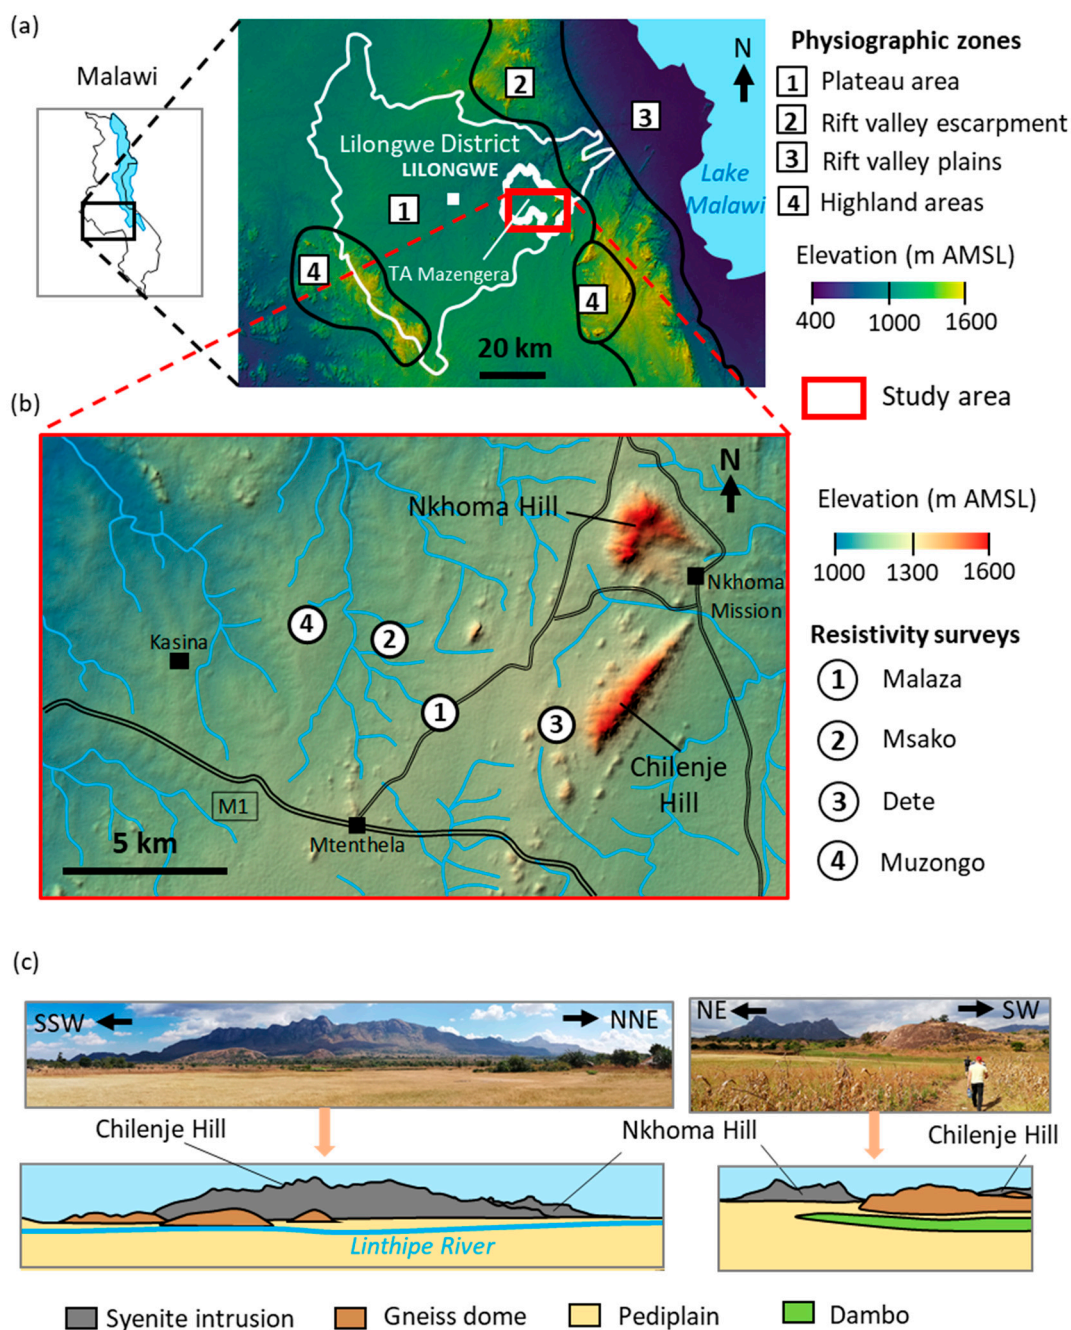 (a)
Malawi
N
2
3
Lilongwe District
LILONGWE
1
Lake
Malawi
TA Mazengera
4
4
20 km
Physiographic zones
1 Plateau area
2 Rift valley escarpment
3 Rift valley plains
4 Highland areas
Elevation (m AMSL)
400 1000 1600
Study area
(b)
N
Nkhoma Hill
Nkhoma
Mission
4
2
Kasina
1
3
Chilenje
Hill
M1
Mtenthela
5 km
Elevation (m AMSL)
1000 1300 1600
Resistivity surveys
1 Malaza
2 Msako
3 Dete
4 Muzongo
(c)
SSW NNE
NE SW
Chilenje Hill
Nkhoma Hill
Chilenje Hill
Linthipe River
Syenite intrusion Gneiss dome Pediplain Dambo